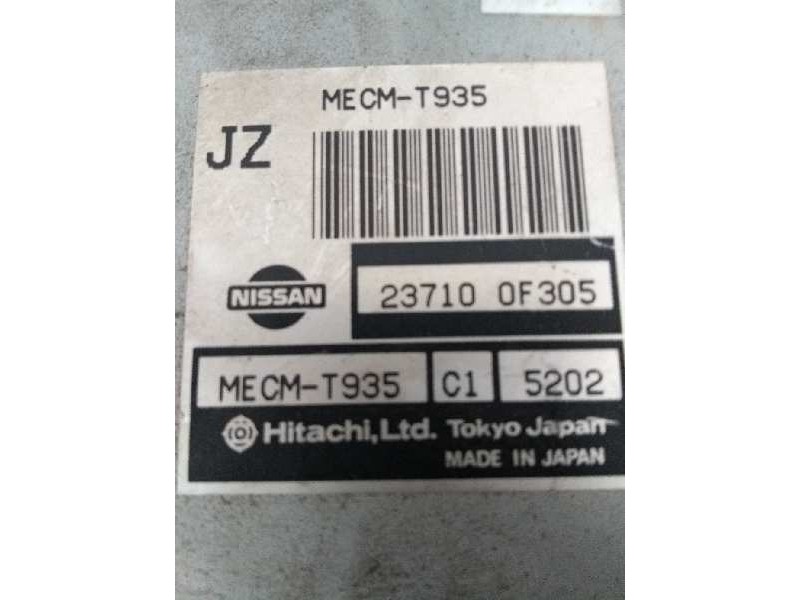 MECM-T935
JZ
NISSAN
23710 0F305
MECM-T935 C1 5202
Hitachi,Ltd. Tokyo Japan
MADE IN JAPAN